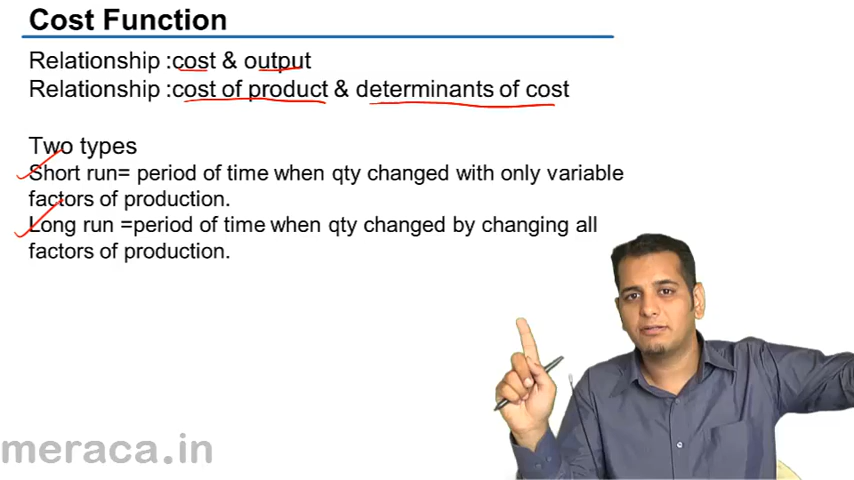 Cost Function
Relationship :cost & output
Relationship :cost of product & determinants of cost
Two types
Short run= period of time when qty changed with only variable
factors of production.
Long run =period of time when qty changed by changing all
factors of production.
meraca.in